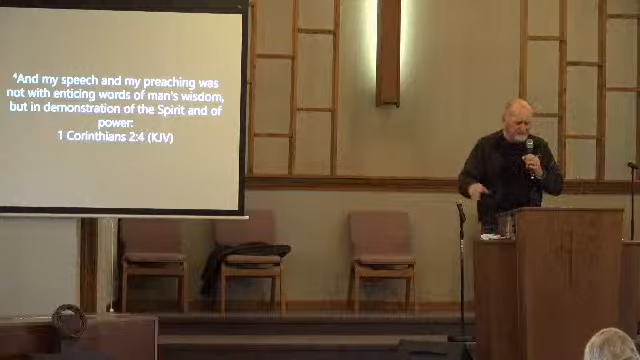 ⁴And my speech and my preaching was
not with enticing words of man's wisdom,
but in demonstration of the Spirit and of
power:
1 Corinthians 2:4 (KJV)